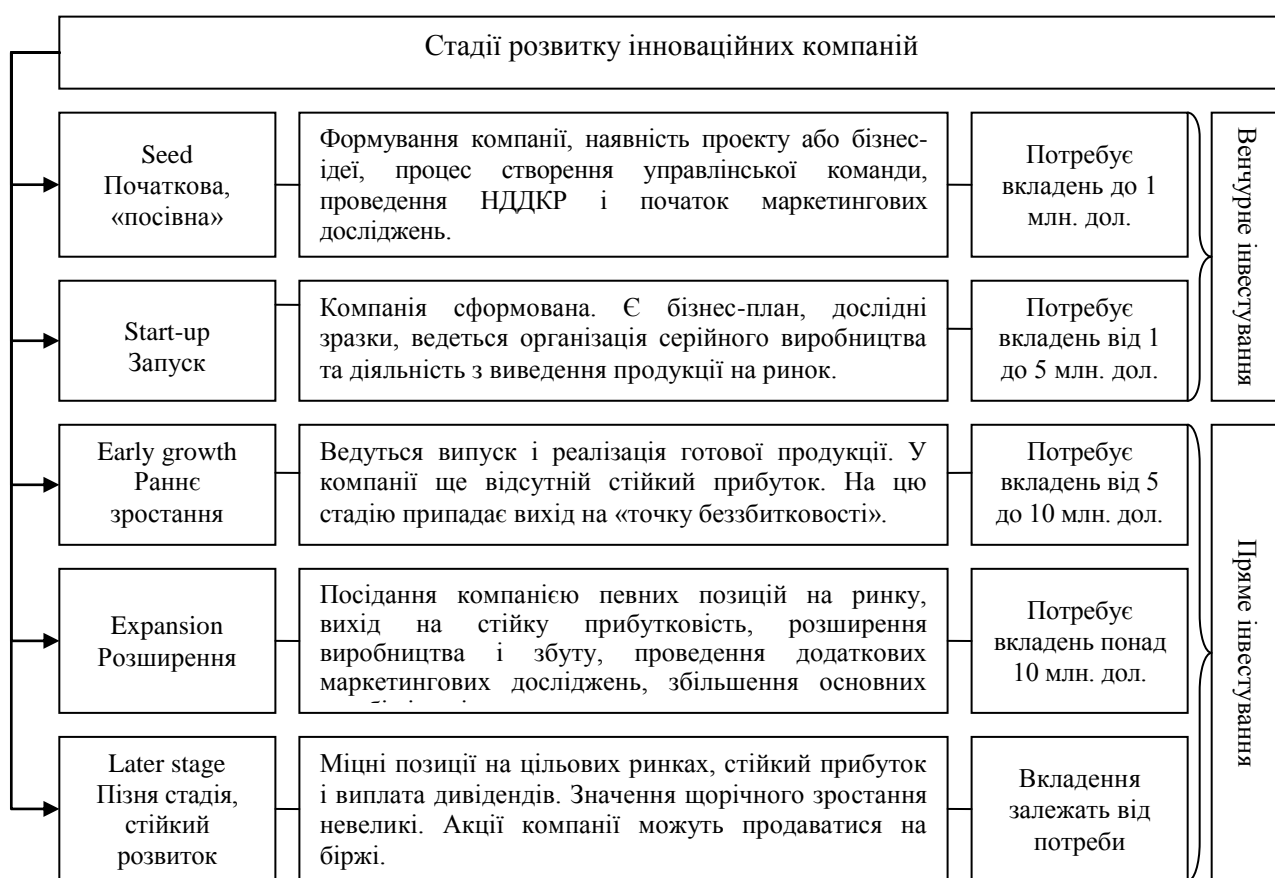 Стадії розвитку інноваційних компаній
Seed
Початкова,
«посівна»
Формування компанії, наявність проекту або бізнес-
ідеї, процес створення управлінської команди,
проведення НДДКР і початок маркетингових
досліджень.
Потребує
вкладень до 1
млн. дол.
Венчурне інвестування
Start-up
Запуск
Компанія сформована. Є бізнес-план, дослідні
зразки, ведеться організація серійного виробництва
та діяльність з виведення продукції на ринок.
Потребує
вкладень від 1
до 5 млн. дол.
Early growth
Раннє
зростання
Ведуться випуск і реалізація готової продукції. У
компанії ще відсутній стійкий прибуток. На цю
стадію припадає вихід на «точку беззбитковості».
Потребує
вкладень від 5
до 10 млн. дол.
Пряме інвестування
Expansion
Розширення
Посідання компанією певних позицій на ринку,
вихід на стійку прибутковість, розширення
виробництва і збуту, проведення додаткових
маркетингових досліджень, збільшення основних
Потребує
вкладень понад
10 млн. дол.
Later stage
Пізня стадія,
стійкий
розвиток
Міцні позиції на цільових ринках, стійкий прибуток
і виплата дивідендів. Значення щорічного зростання
невеликі. Акції компанії можуть продаватися на
біржі.
Вкладення
залежать від
потреби